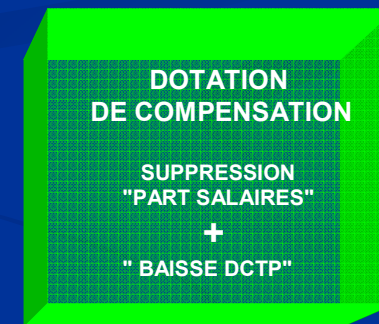 DOTATION
DE COMPENSATION
SUPPRESSION
"PART SALAIRES"
+
" BAISSE DCTP"